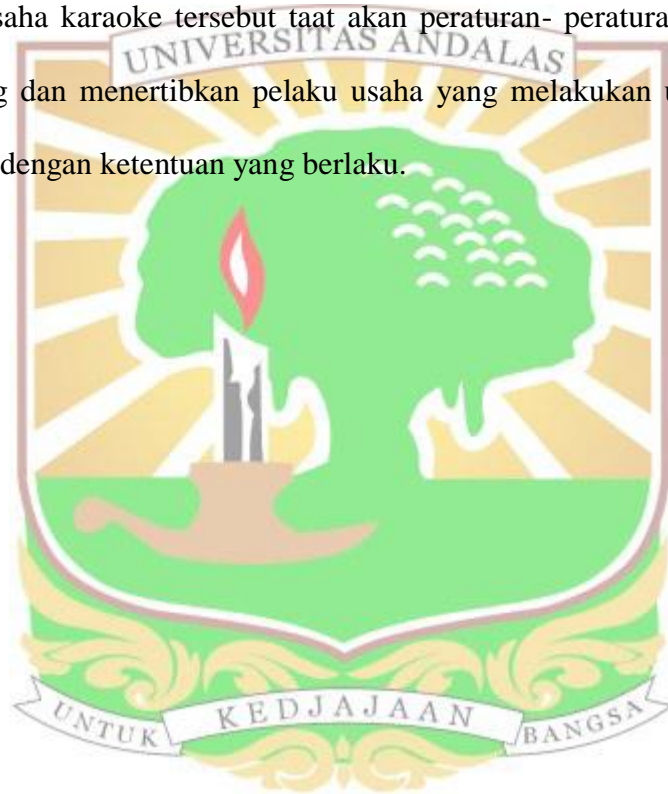 saha karaoke tersebut taat akan peraturan- peratura
UNIVERSITAS ANDALAS
g dan menertibkan pelaku usaha yang melakukan u
dengan ketentuan yang berlaku.
UNTUK KEDJAJAAN BANGSA